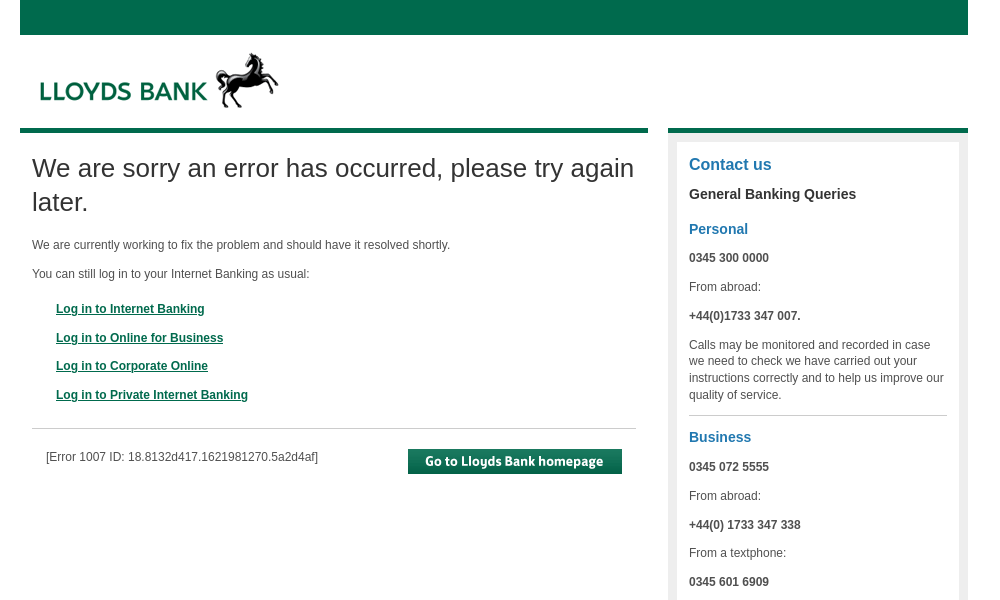 LLOYDS BANK
We are sorry an error has occurred, please try again
later.
We are currently working to fix the problem and should have it resolved shortly.
You can still log in to your Internet Banking as usual:
Log in to Internet Banking
Log in to Online for Business
Log in to Corporate Online
Log in to Private Internet Banking
[Error 1007 ID: 18.8132d417.1621981270.5a2d4af]
Go to Lloyds Bank homepage
Contact us
General Banking Queries
Personal
0345 300 0000
From abroad:
+44(0)1733 347 007.
Calls may be monitored and recorded in case
we need to check we have carried out your
instructions correctly and to help us improve our
quality of service.
Business
0345 072 5555
From abroad:
+44(0) 1733 347 338
From a textphone:
0345 601 6909